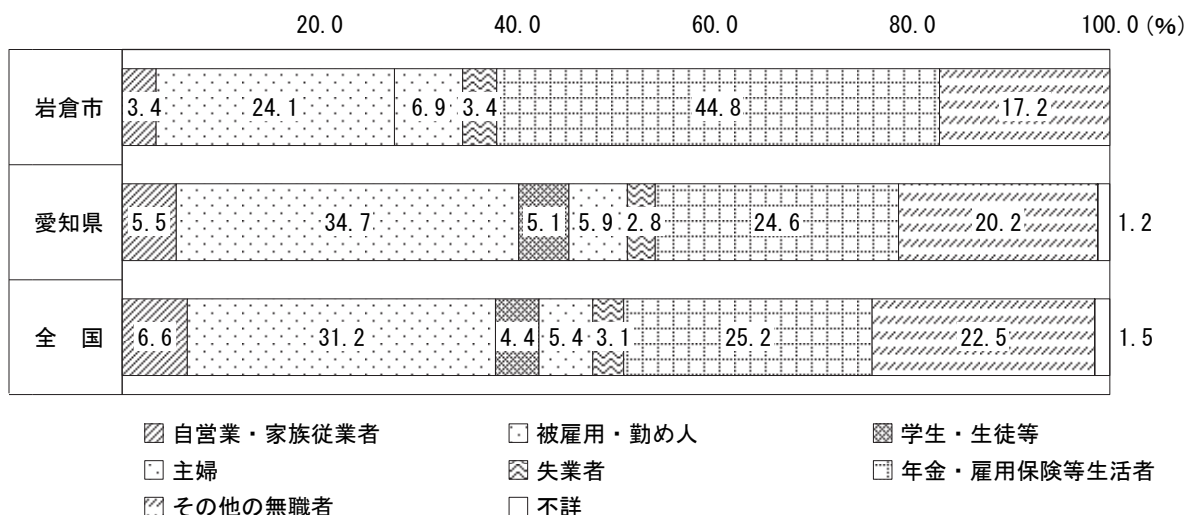 20.0 40.0 60.0 80.0 100.0 (%)
岩倉市 3.4 24.1 6.9 3.4 44.8 17.2
愛知県 5.5 34.7 5.1 5.9 2.8 24.6 20.2 1.2
全　国 6.6 31.2 4.4 5.4 3.1 25.2 22.5 1.5
自営業・家族従業者 被雇用・勤め人 学生・生徒等
主婦 失業者 年金・雇用保険等生活者
その他の無職者 不詳